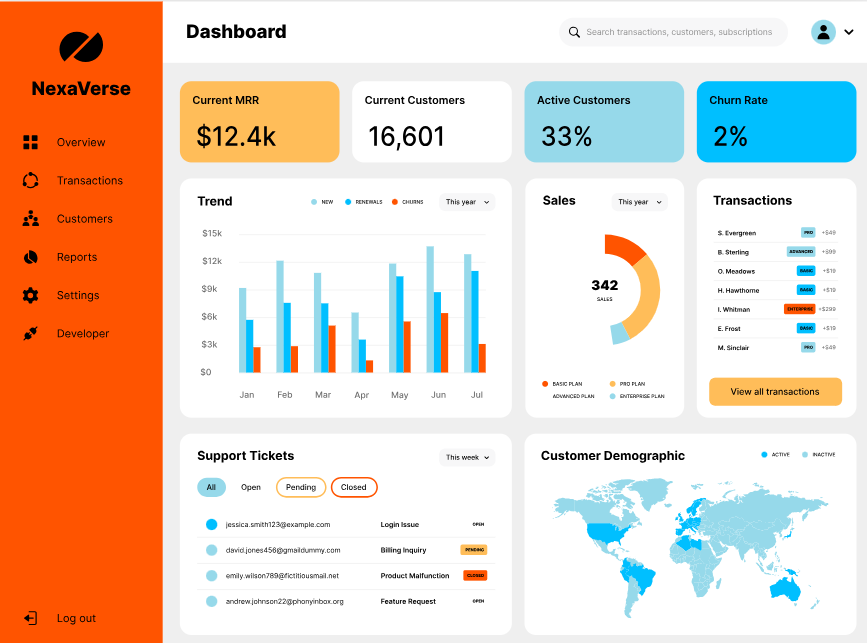 Dashboard
Search transactions, customers, subscriptions
NexaVerse
Overview
Transactions
Customers
Reports
Settings
Developer
Log out
Current MRR
$12.4k
Current Customers
16,601
Active Customers
33%
Churn Rate
2%
Trend
NEW RENEWALS CHURNS
This year
$15k
$12k
$9k
$6k
$3k
$0
Jan Feb Mar Apr May Jun Jul
Sales
This year
342
SALES
BASIC PLAN PRO PLAN
ADVANCED PLAN ENTERPRISE PLAN
Transactions
S. Evergreen PRO +$49
B. Sterling ADVANCED +$99
O. Meadows BASIC +$19
H. Hawthorne BASIC +$19
I. Whitman ENTERPRISE +$299
E. Frost BASIC +$19
M. Sinclair PRO +$49
View all transactions
Support Tickets
This week
All Open Pending Closed
jessica.smith123@example.com Login Issue OPEN
david.jones456@gmaildummy.com Billing Inquiry PENDING
emily.wilson789@fictitiousmail.net Product Malfunction CLOSED
andrew.johnson22@phonyinbox.org Feature Request OPEN
Customer Demographic
ACTIVE INACTIVE